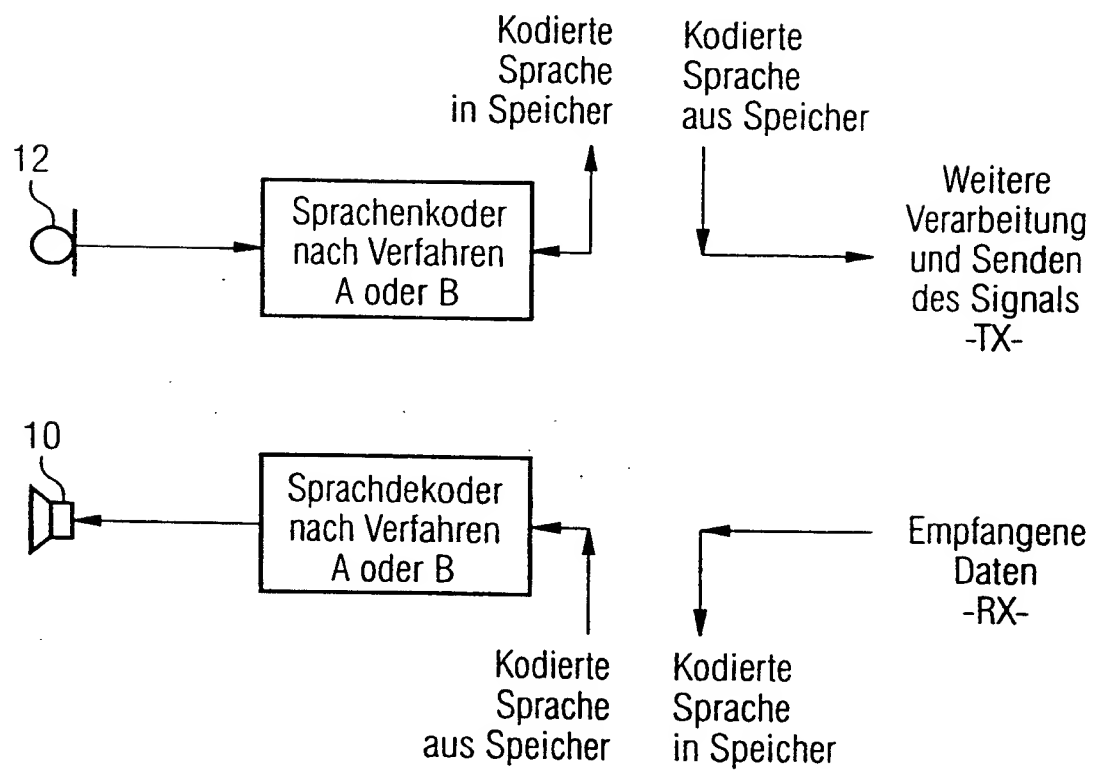 Kodierte
Sprache
in Speicher
Kodierte
Sprache
aus Speicher
12
Sprachenkoder
nach Verfahren
A oder B
Weitere
Verarbeitung
und Senden
des Signals
-TX-
10
Sprachdekoder
nach Verfahren
A oder B
Empfangene
Daten
-RX-
Kodierte
Sprache
aus Speicher
Kodierte
Sprache
in Speicher